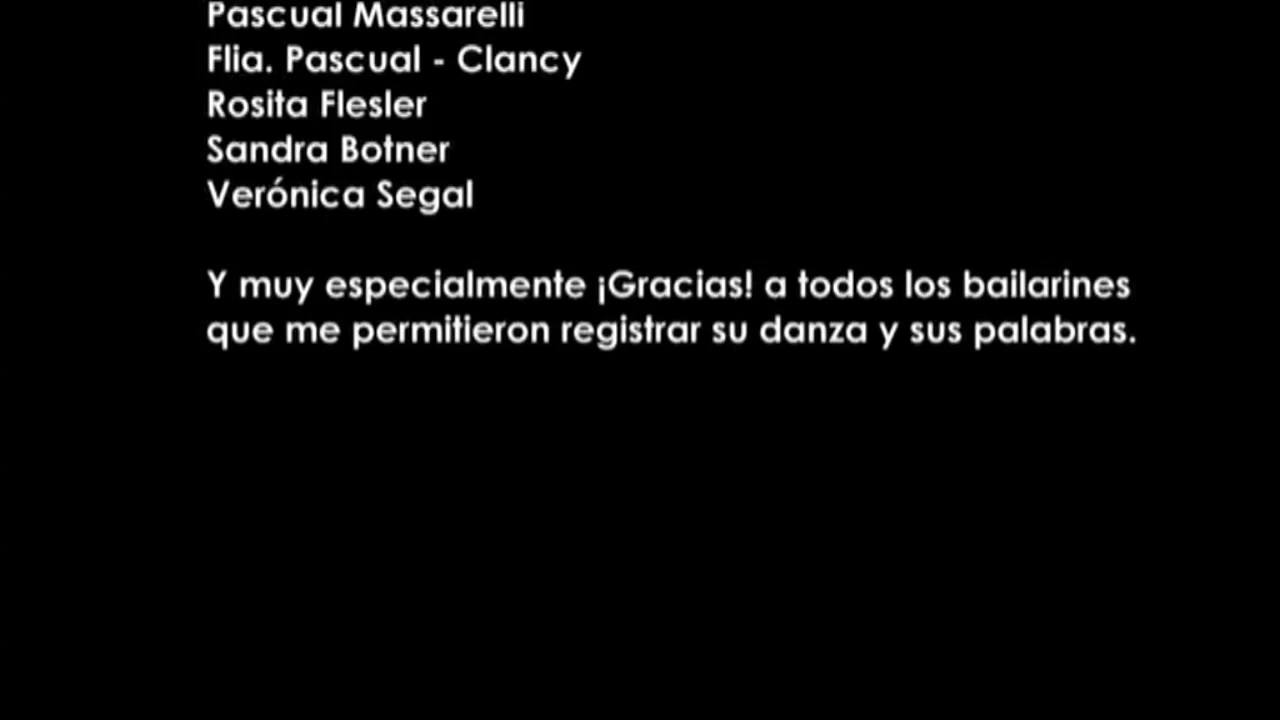 Pascual Massarelli
Flia. Pascual - Clancy
Rosita Flesler
Sandra Botner
Verónica Segal
Y muy especialmente ¡Gracias! a todos los bailarines
que me permitieron registrar su danza y sus palabras.